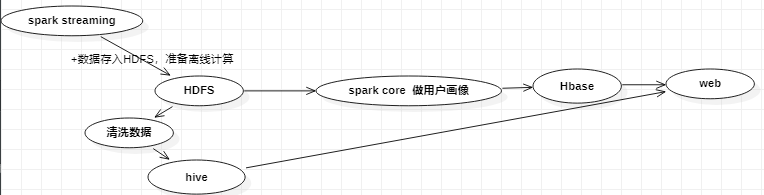 spark streaming
+数据存入HDFS，准备离线计算
HDFS
spark core 做用户画像
Hbase
web
清洗数据
hive